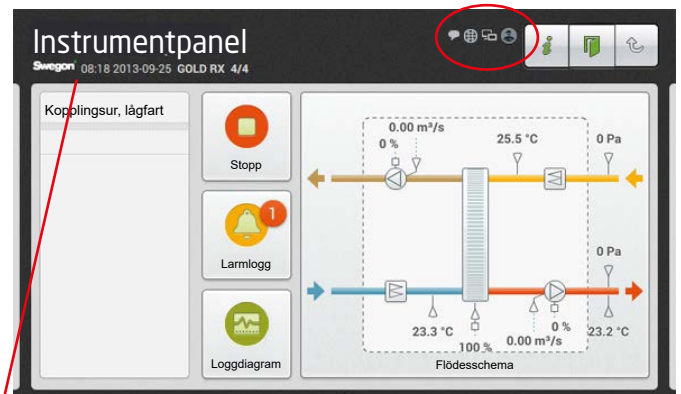 Instrumentpanel
Swegon 08:18 2013-09-25 GOLD RX 4/4
Kopplingsur, lågfart
Stopp
1
Larmlogg
Loggdiagram
0.00 m³/s
0 %
25.5 °C
0 Pa
0 Pa
23.3 °C
100 %
0.00 m³/s
0 %
23.2 °C
Flödesschema